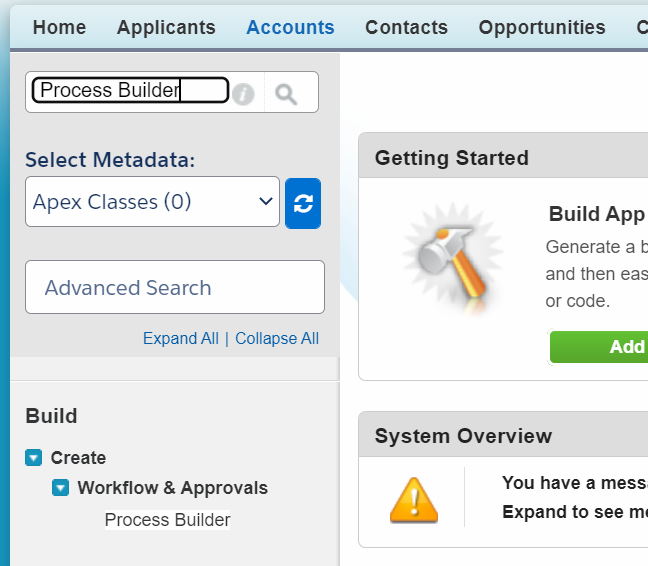 Home Applicants Accounts Contacts Opportunities
Process Builder
Select Metadata:
Apex Classes (0)
Advanced Search
Expand All | Collapse All
Build
Create
Workflow & Approvals
Process Builder
Getting Started
Build App
Generate a b
and then eas
or code.
Add
System Overview
You have a messa
Expand to see me